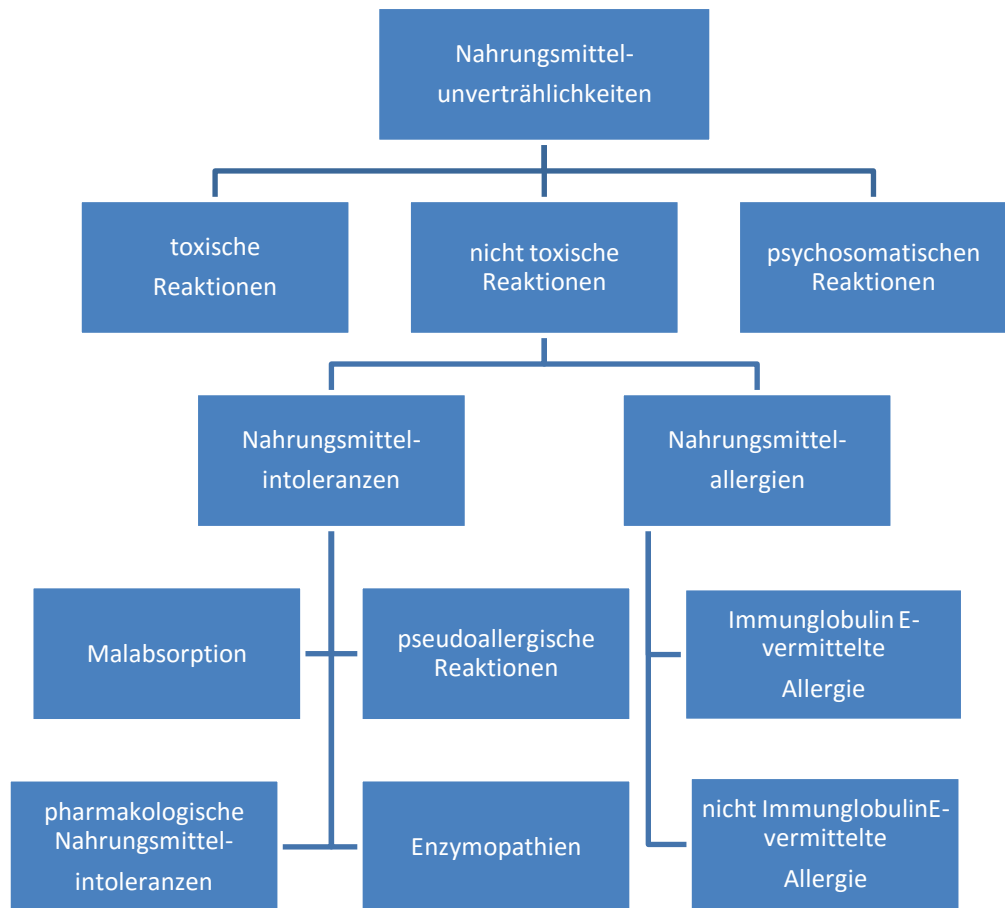 Nahrungsmittel-
unvertrählichkeiten
toxische
Reaktionen
nicht toxische
Reaktionen
psychosomatischen
Reaktionen
Nahrungsmittel-
intoleranzen
Nahrungsmittel-
allergien
Malabsorption
pseudoallergische
Reaktionen
Immunglobulin E-
vermittelte
Allergie
pharmakologische
Nahrungsmittel-
intoleranzen
Enzymopathien
nicht ImmunglobulinE-
vermittelte
Allergie